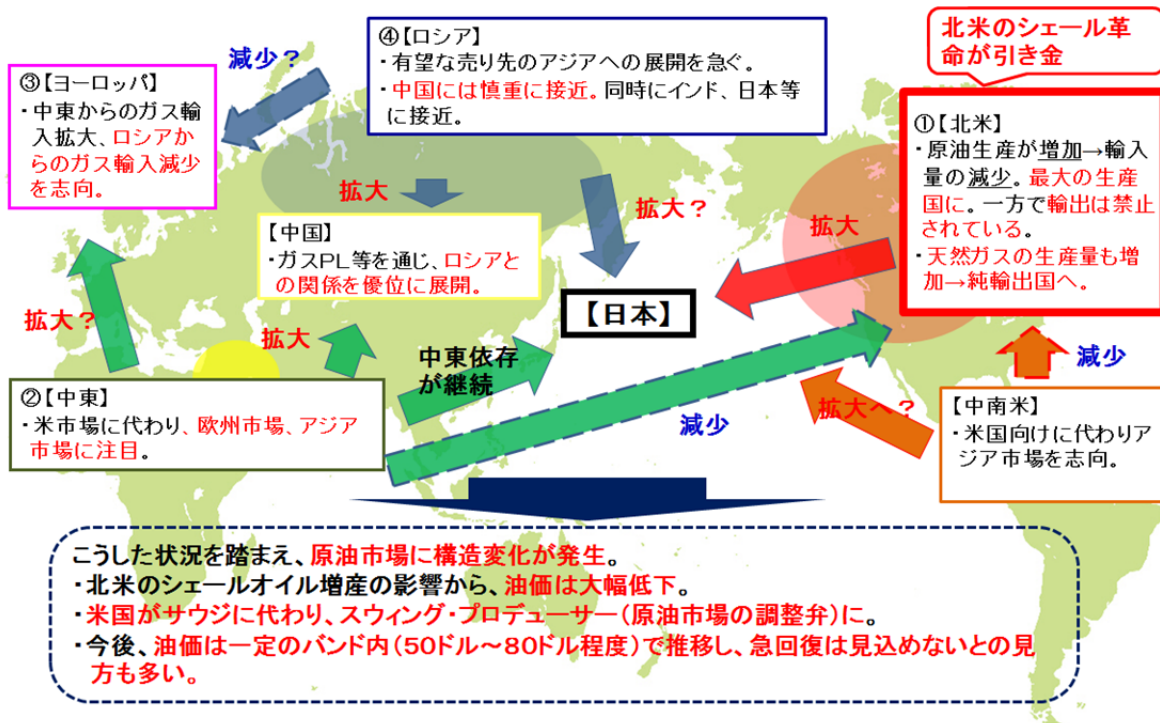 北米のシェール革
命が引き金
①【北米】
・原油生産が増加→輸入
量の減少。最大の生産
国に。一方で輸出は禁止
されている。
・天然ガスの生産量も増
加→純輸出国へ。
④【ロシア】
・有望な売り先のアジアへの展開を急ぐ。
・中国には慎重に接近。同時にインド、日本等
に接近。
減少？
③【ヨーロッパ】
・中東からのガス輸
入拡大、ロシアか
らのガス輸入減少
を志向。
拡大
拡大？
拡大
【中国】
・ガスPL等を通じ、ロシアと
の関係を優位に展開。
【日本】
拡大？
拡大
中東依存
が継続
減少
②【中東】
・米市場に代わり、欧州市場、アジア
市場に注目。
減少
拡大へ？
【中南米】
・米国向けに代わりア
ジア市場を志向。
こうした状況を踏まえ、原油市場に構造変化が発生。
・北米のシェールオイル増産の影響から、油価は大幅低下。
・米国がサウジに代わり、スウィング・プロデューサー（原油市場の調整弁）に。
・今後、油価は一定のバンド内（50ドル～80ドル程度）で推移し、急回復は見込めないとの見
方も多い。